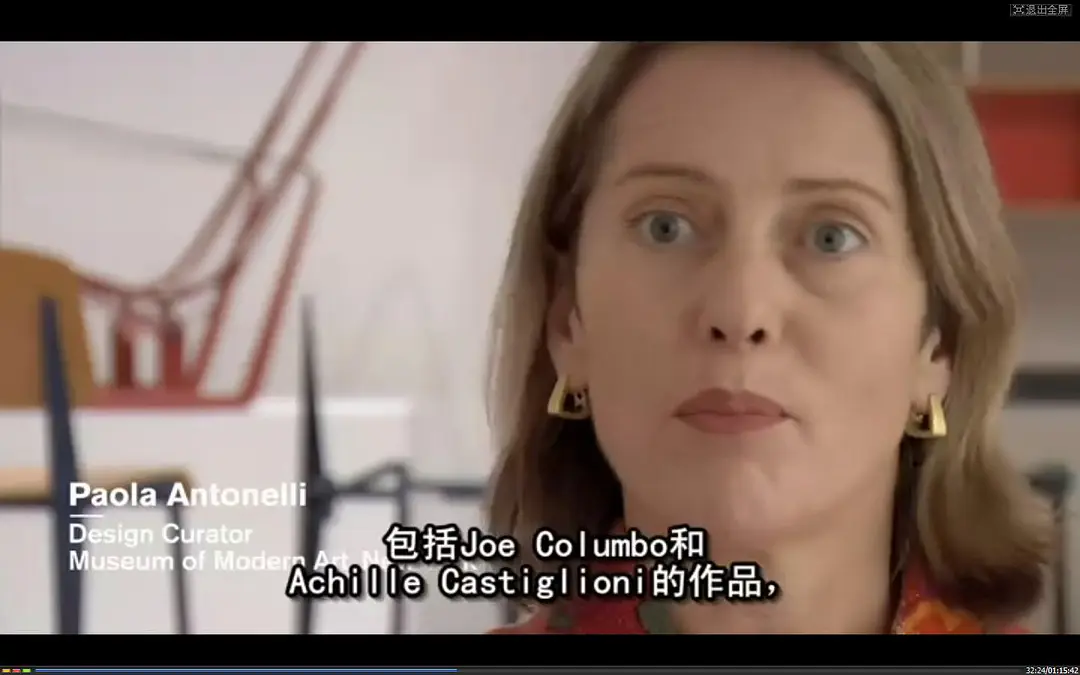 退出全屏
Paola Antonelli
Design Curator
Museum of Modern Art, N
包括Joe Columbo和
Achille Castiglioni的作品，
32:24/01:15:42